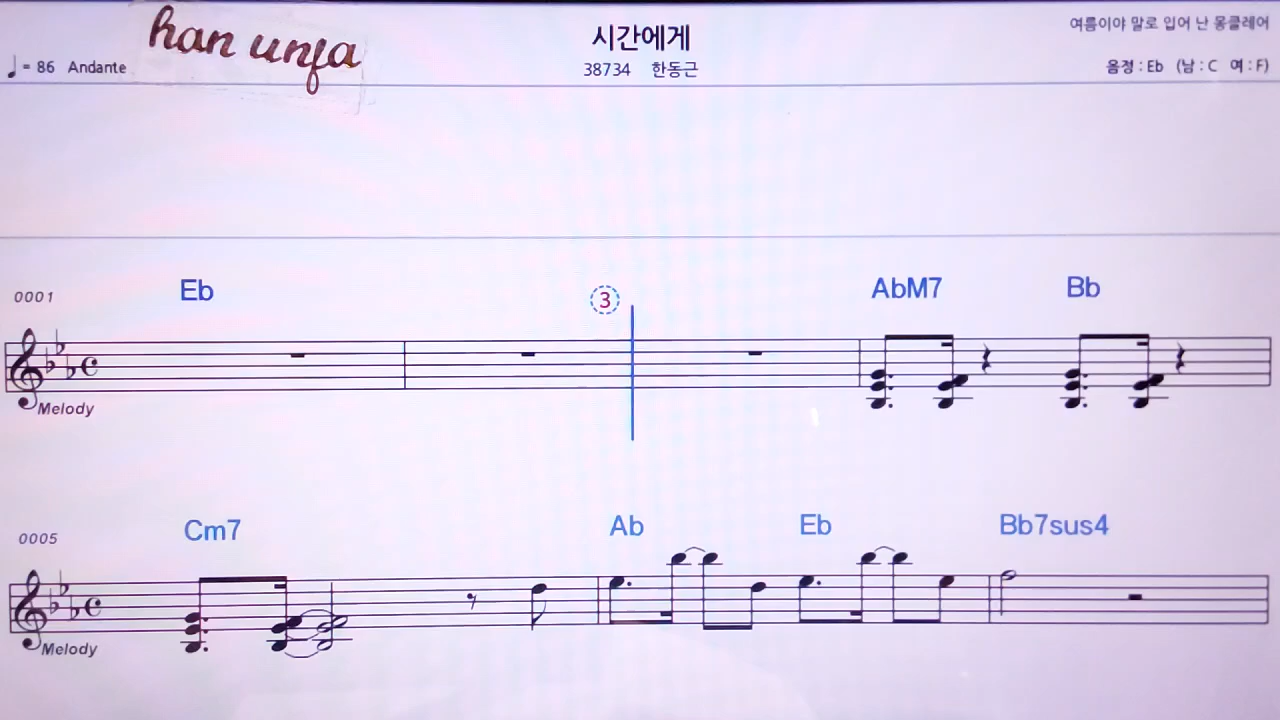 han unfa
시간에게
여름이야 말로 입어 난 몽클레어
♩= 86 Andante
38734 한동근
음정 : Eb (남 : C 여 : F)
0001 Eb ③ AbM7 Bb
Melody
0005 Cm7 Ab Eb Bb7sus4
Melody